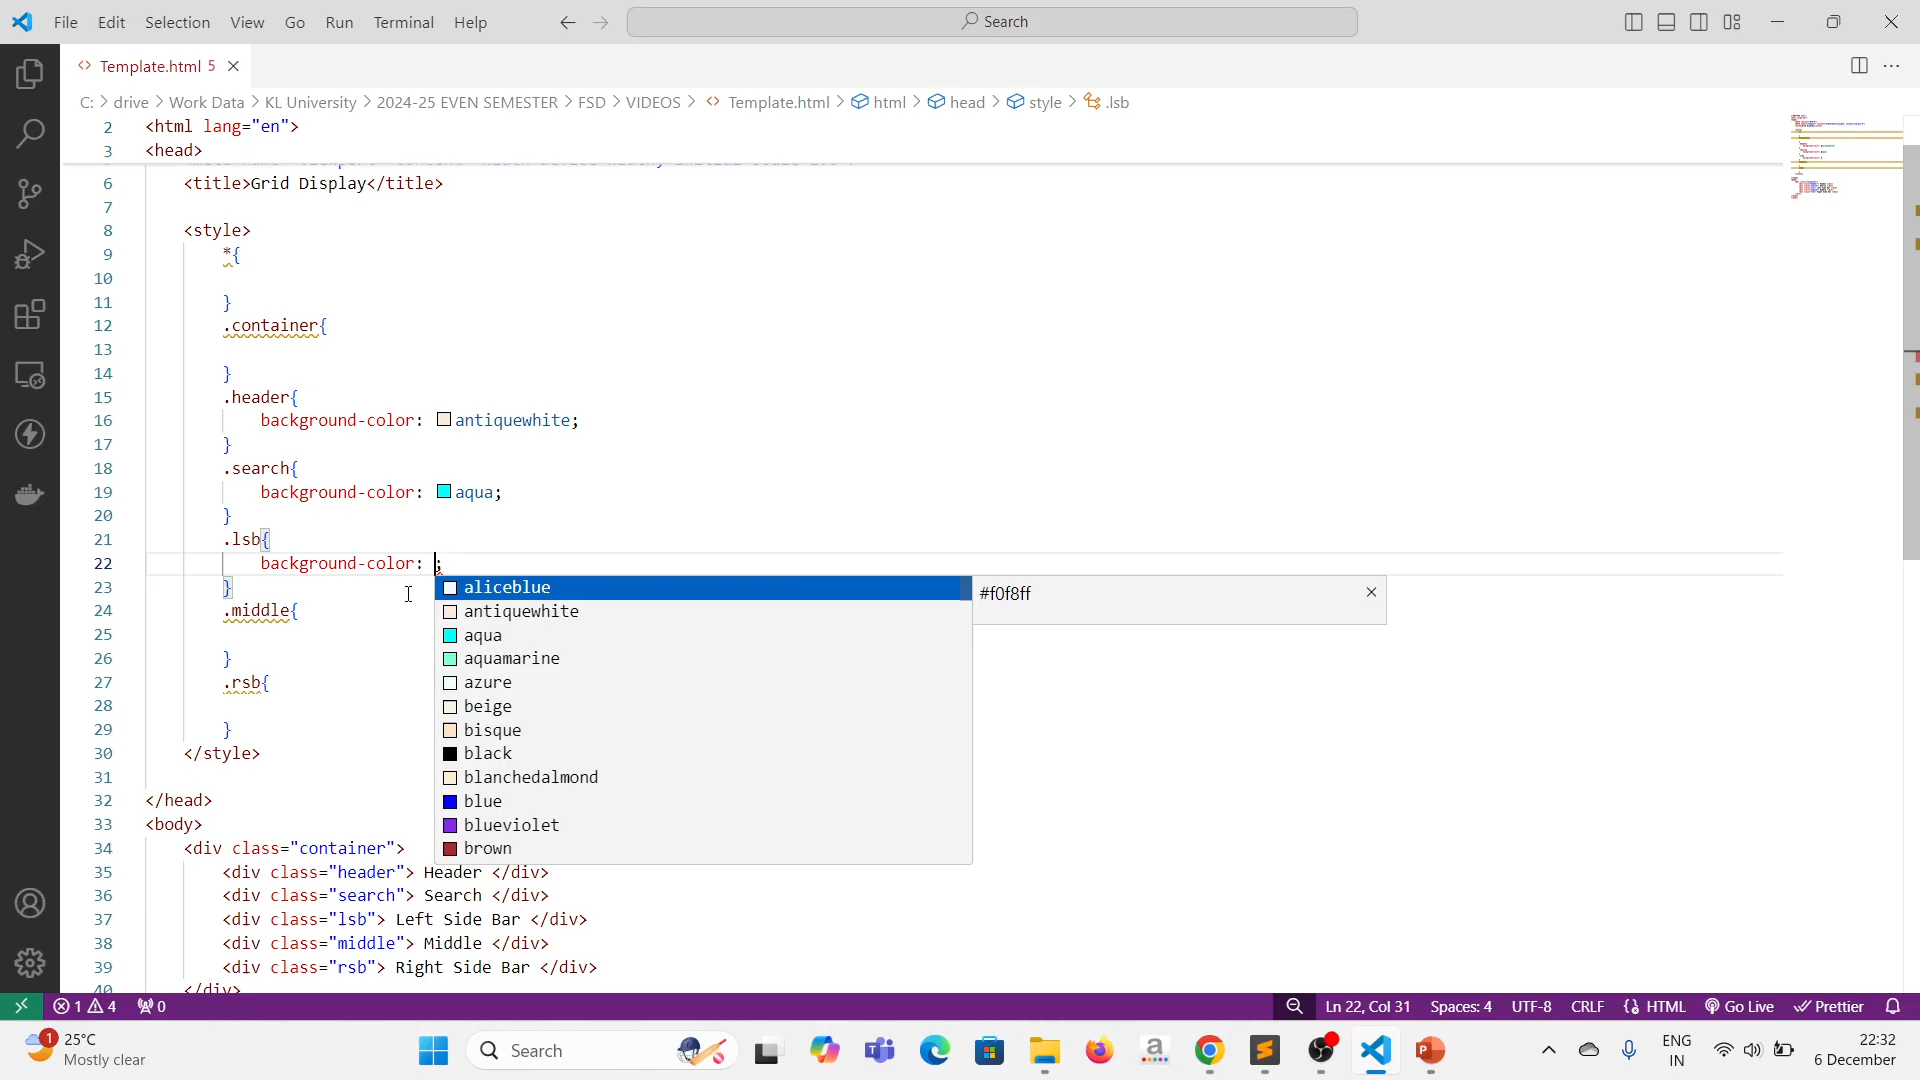 File Edit Selection View Go Run Terminal Help
Search
Template.html 5
C: > drive > Work Data > KL University > 2024-25 EVEN SEMESTER > FSD > VIDEOS > Template.html > html > head > style > .lsb
2 <html lang="en">
3 <head>
6 <title>Grid Display</title>
7
8 <style>
9 *{
10
11 }
12 .container{
13
14 }
15 .header{
16 background-color: antiquewhite;
17 }
18 .search{
19 background-color: aqua;
20 }
21 .lsb{
22 background-color: ;
23 }
24 .middle{
25
26 }
27 .rsb{
28
29 }
30 </style>
31
32 </head>
33 <body>
34 <div class="container">
35 <div class="header"> Header </div>
36 <div class="search"> Search </div>
37 <div class="lsb"> Left Side Bar </div>
38 <div class="middle"> Middle </div>
39 <div class="rsb"> Right Side Bar </div>
40 </div>
aliceblue
#f0f8ff
antiquewhite
aqua
aquamarine
azure
beige
bisque
black
blanchedalmond
blue
blueviolet
brown
1 4 0
Ln 22, Col 31 Spaces: 4 UTF-8 CRLF HTML Go Live Prettier
1
25°C
Mostly clear
Search
ENG
IN
22:32
6 December